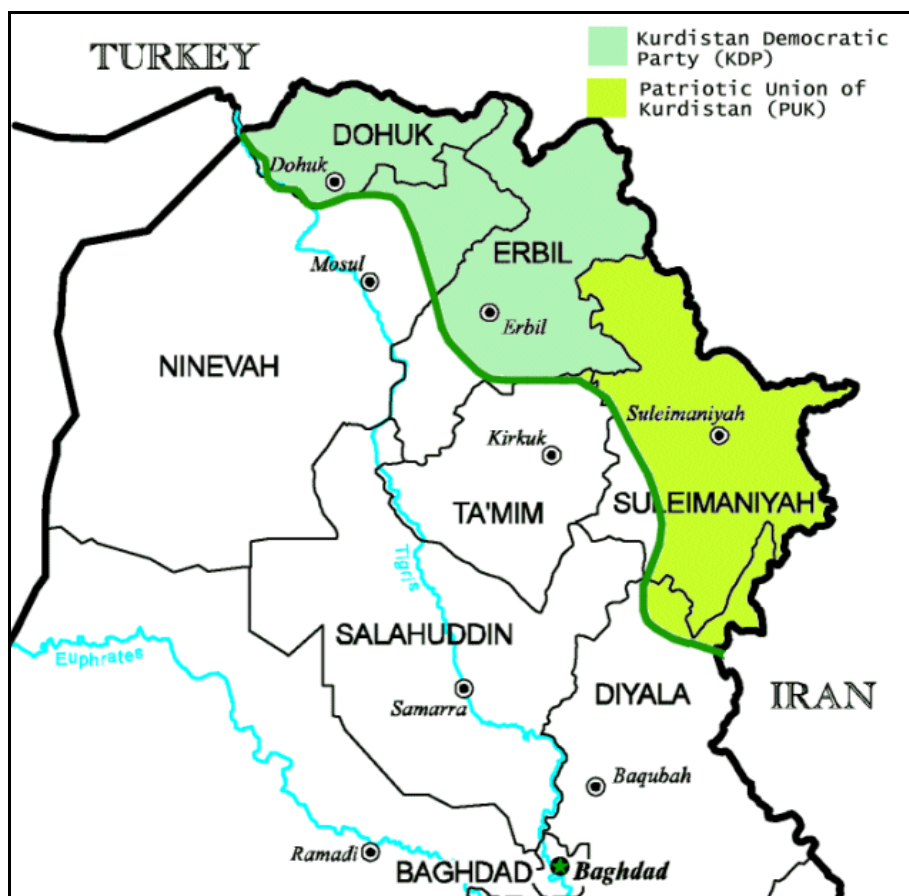 TURKEY
Kurdistan Democratic
Party (KDP)
Patriotic Union of
Kurdistan (PUK)
DOHUK
Dohuk
ERBIL
Mosul
Erbil
NINEVAH
Suleimaniyah
Kirkuk
SULEIMANIYAH
TA'MIM
Tigris
SALAHUDDIN
Euphrates
DIYALA
IRAN
Samarra
Baqubah
Ramadi
BAGHDAD
Baghdad